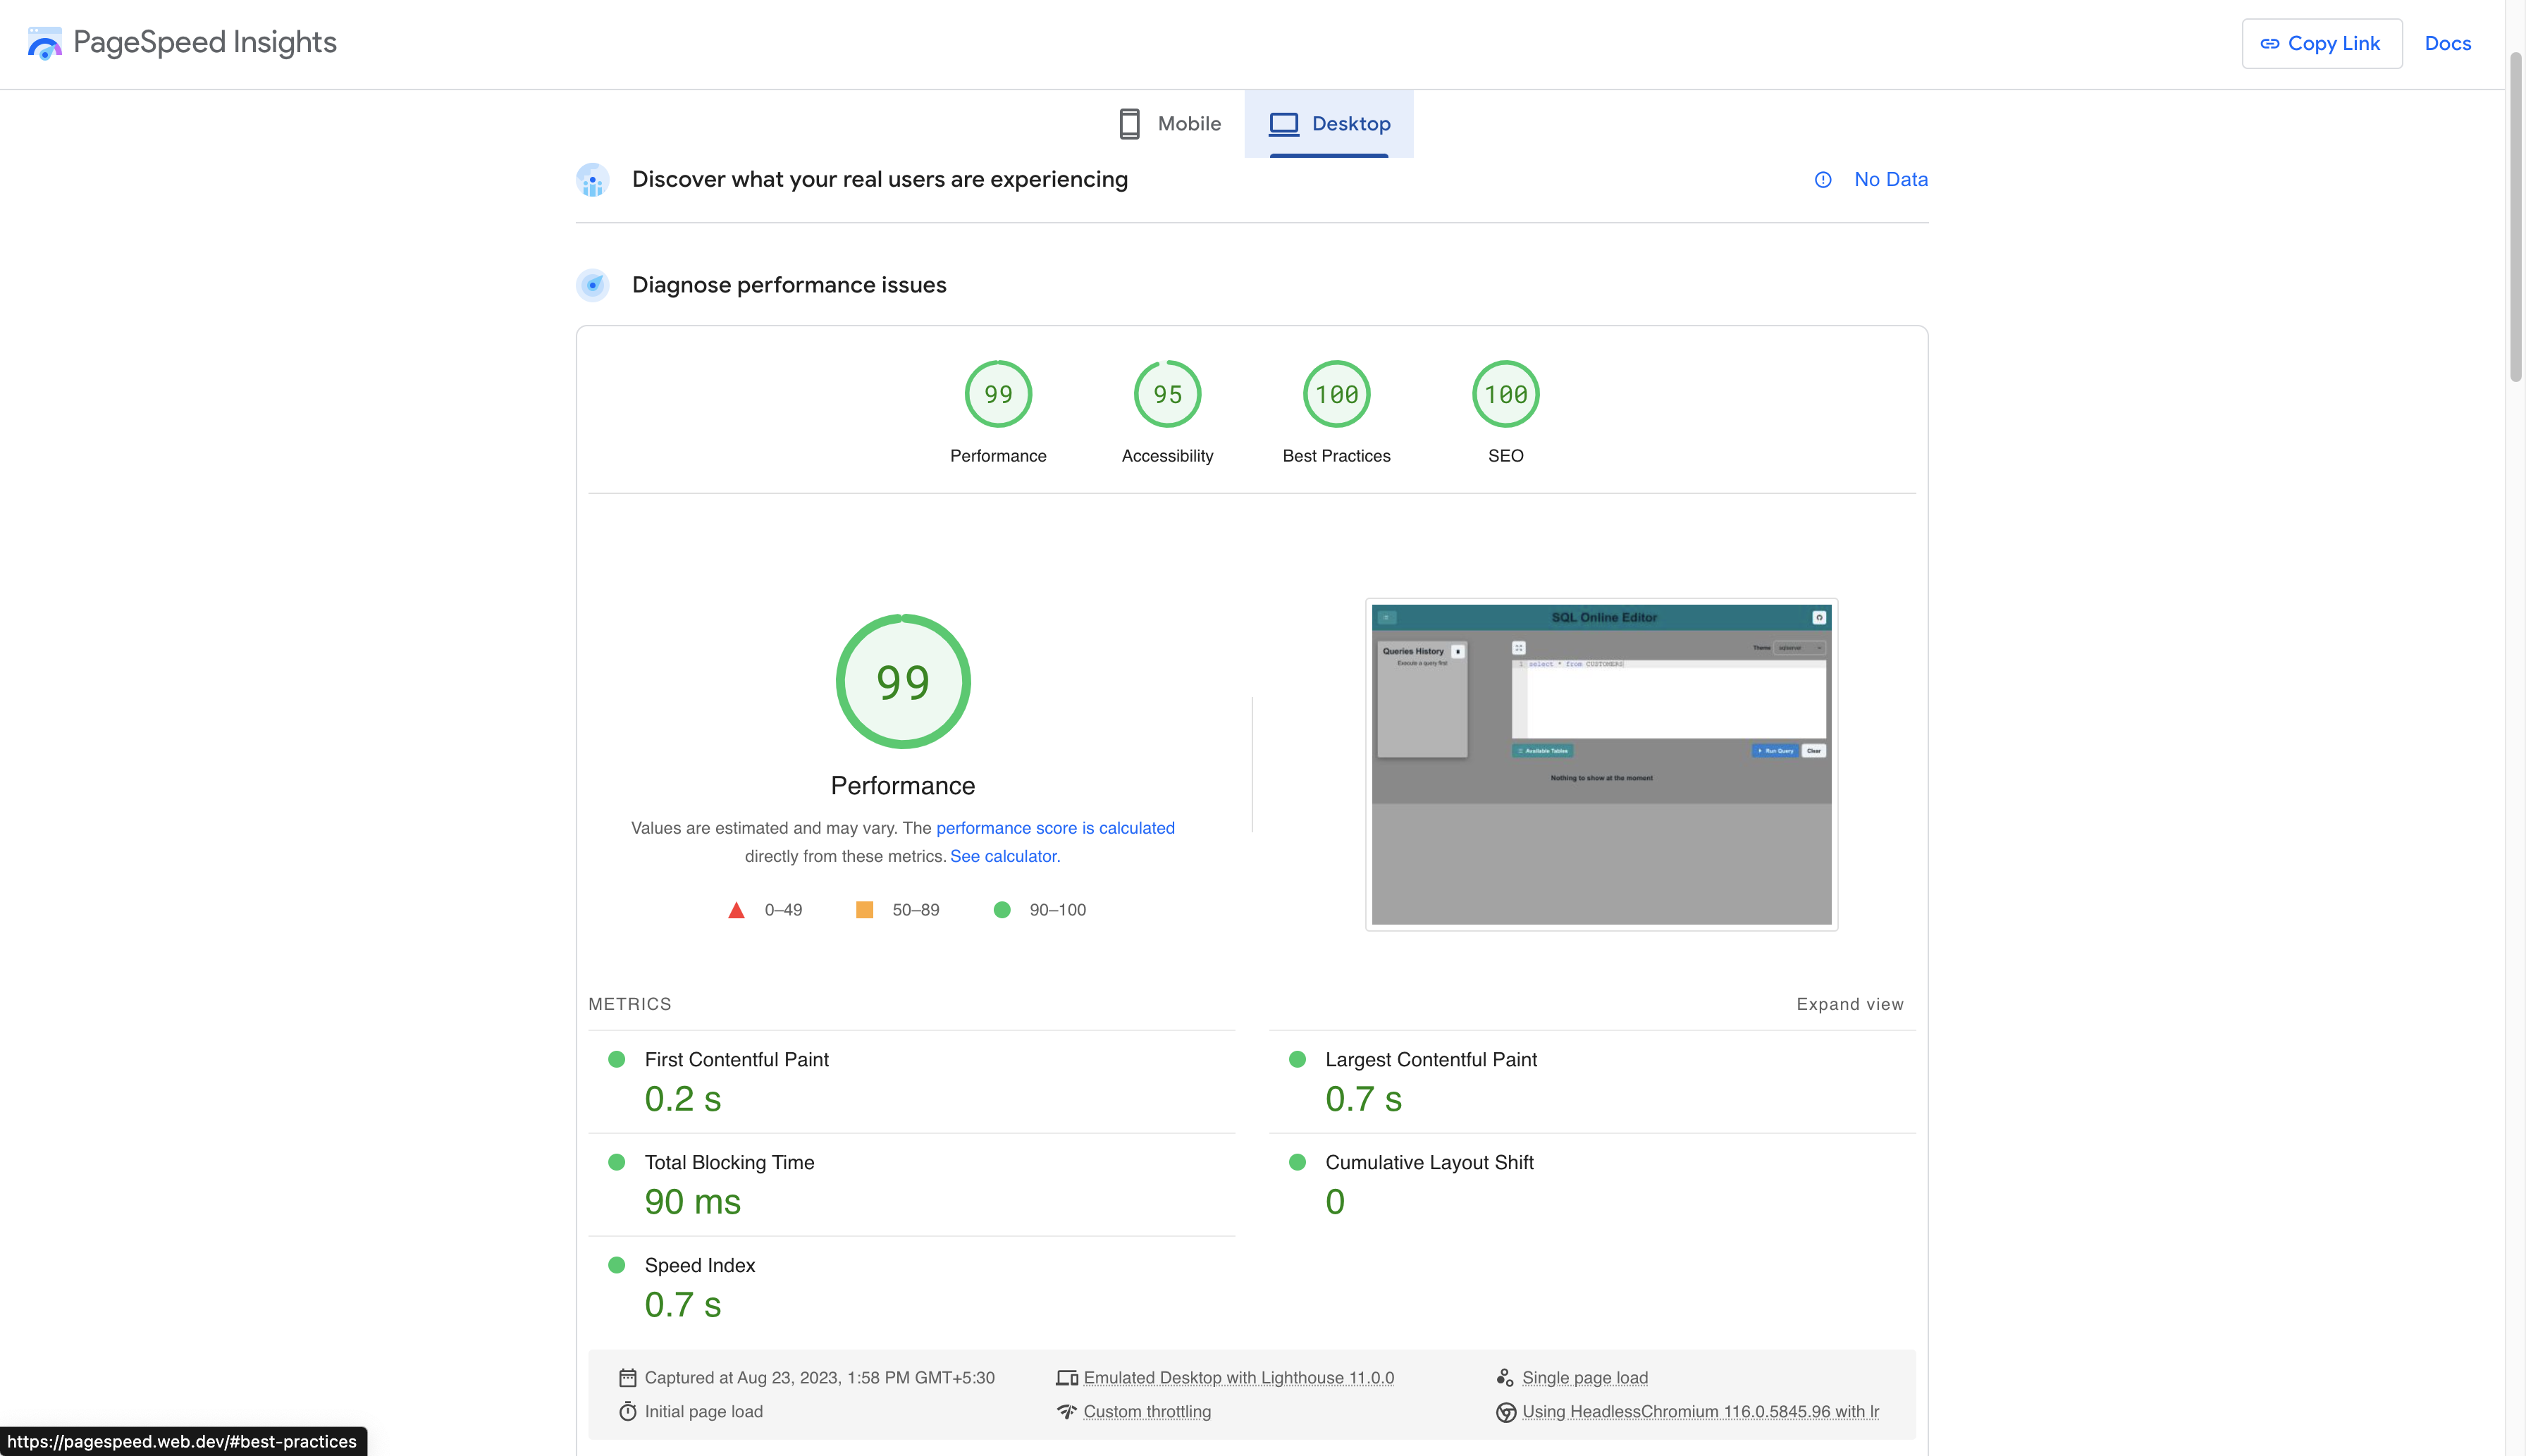 PageSpeed Insights
Copy Link
Docs
Mobile
Desktop
Discover what your real users are experiencing
No Data
Diagnose performance issues
99
95
100
100
Performance
Accessibility
Best Practices
SEO
99
Performance
Values are estimated and may vary. The performance score is calculated
directly from these metrics. See calculator.
0–49
50–89
90–100
SQL Online Editor
Queries History
Execute a query first
Theme
sqlserver
1 select * from CUSTOMERS
Available Tables
Run Query
Clear
Nothing to show at the moment
METRICS
Expand view
First Contentful Paint
0.2 s
Largest Contentful Paint
0.7 s
Total Blocking Time
90 ms
Cumulative Layout Shift
0
Speed Index
0.7 s
Captured at Aug 23, 2023, 1:58 PM GMT+5:30
Emulated Desktop with Lighthouse 11.0.0
Single page load
Initial page load
Custom throttling
Using HeadlessChromium 116.0.5845.96 with lr
https://pagespeed.web.dev/#best-practices